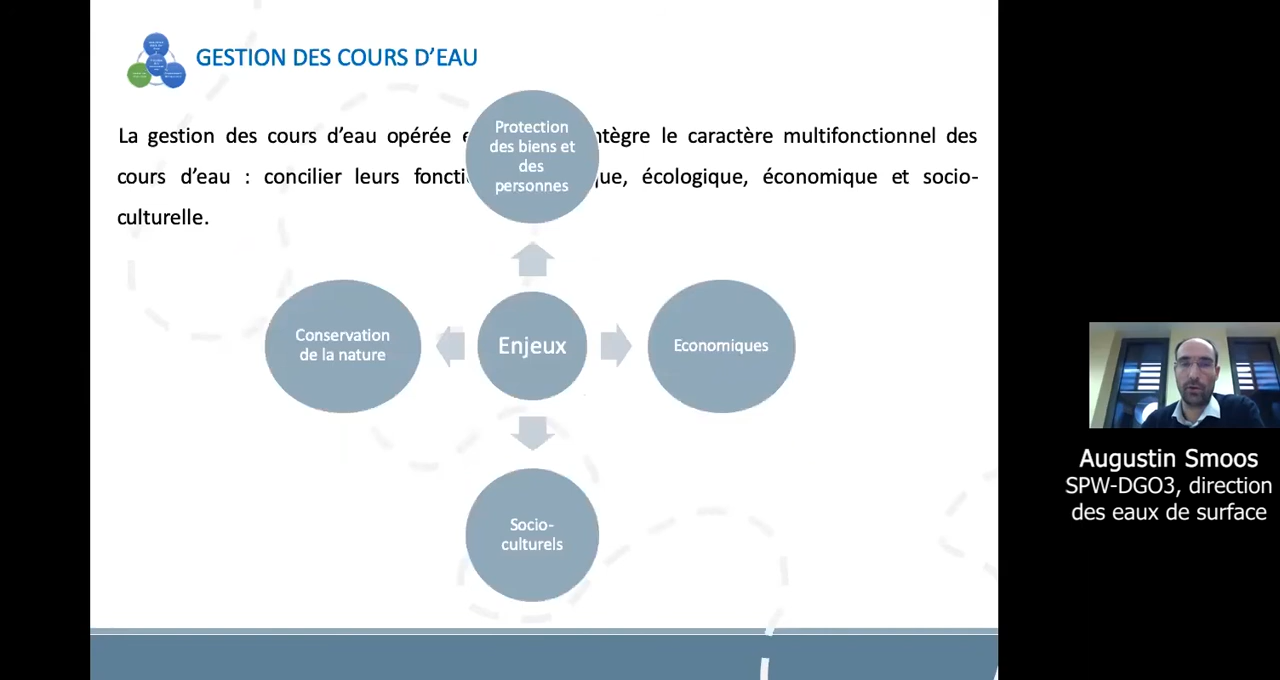 GESTION DES COURS D’EAU
La gestion des cours d’eau opérée intègre le caractère multifonctionnel des
cours d’eau : concilier leurs écologique, économique et socio-
culturelle.
Protection
des biens et
des
personnes
Conservation
de la nature
Enjeux
Economiques
Socio-
culturels
Augustin Smoos
SPW-DGO3, direction
des eaux de surface